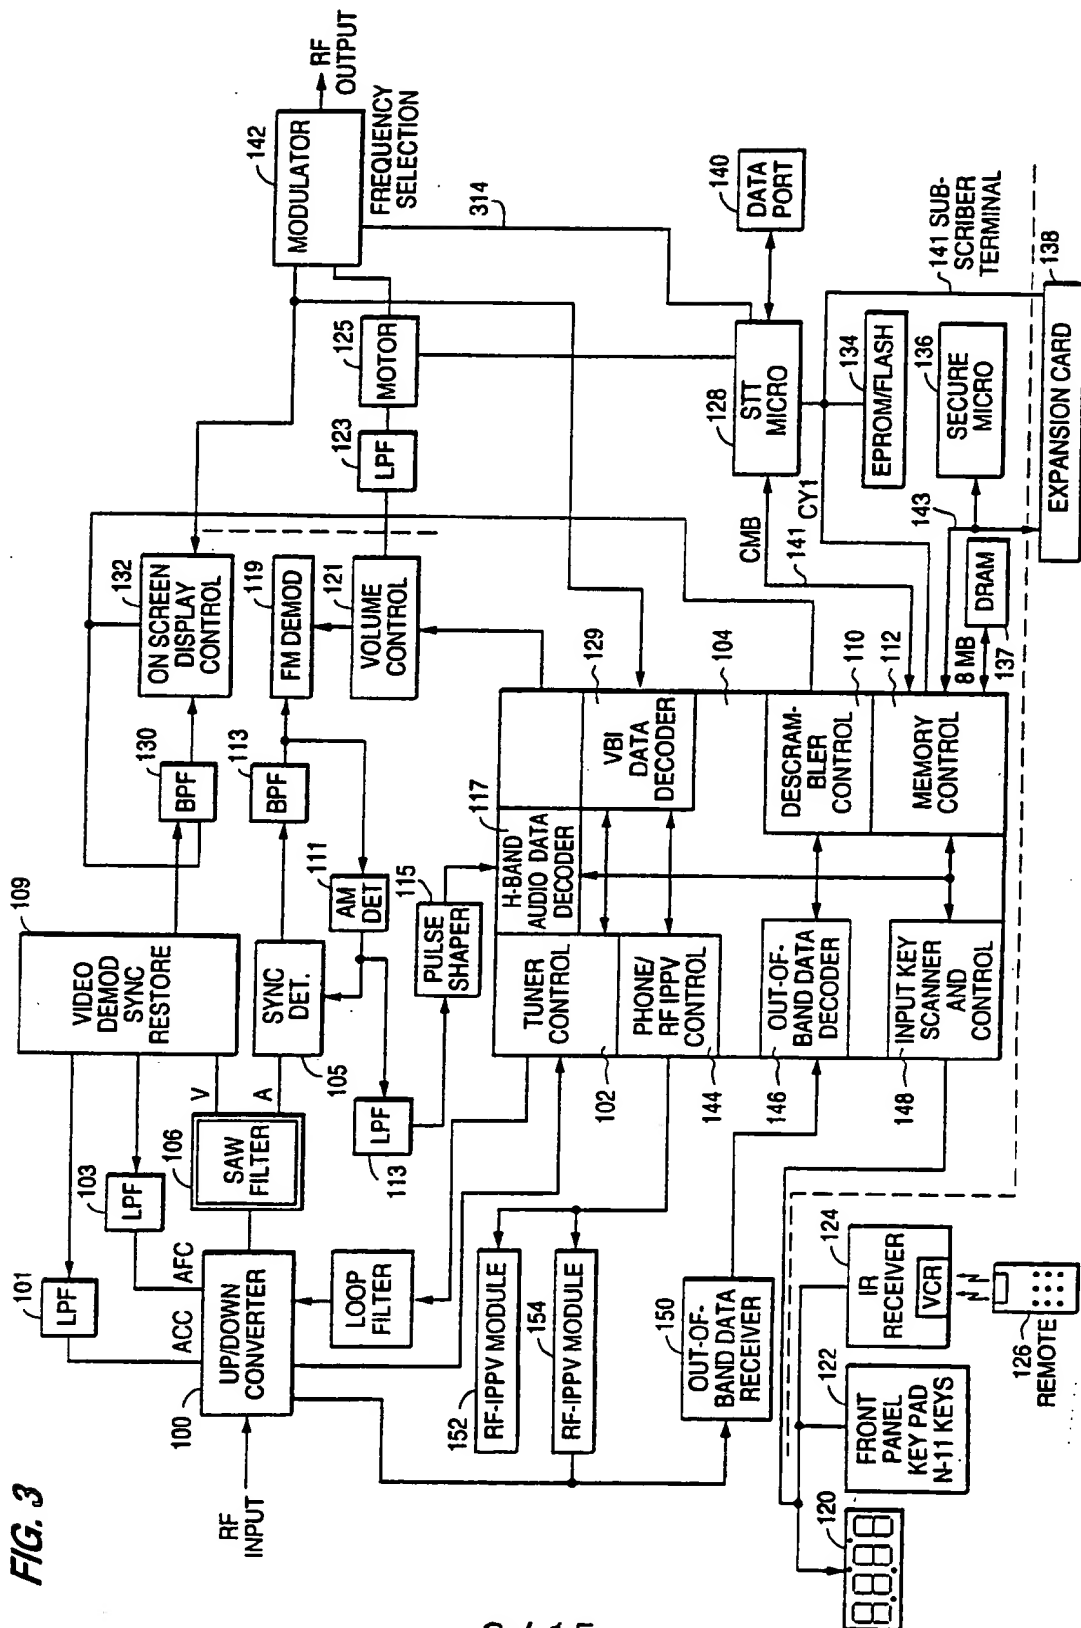 FIG. 3
RF
INPUT
100
UP/DOWN
CONVERTER
ACC
AFC
101
LPF
103
LPF
106
SAW
FILTER
V
A
109
VIDEO
DEMOD
SYNC
RESTORE
105
SYNC
DET.
LOOP
FILTER
113
LPF
111
AM
DET
115
PULSE
SHAPER
130
BPF
113
BPF
132
ON SCREEN
DISPLAY
CONTROL
119
FM DEMOD
121
VOLUME
CONTROL
123
LPF
125
MOTOR
142
MODULATOR
RF
OUTPUT
FREQUENCY
SELECTION
314
117
H-BAND
AUDIO DATA
DECODER
129
VBI
DATA
DECODER
104
TUNER
CONTROL
102
PHONE/
RF IPPV
CONTROL
144
OUT-OF-
BAND DATA
DECODER
146
INPUT KEY
SCANNER
AND
CONTROL
148
DESCRAM-
BLER
CONTROL
110
MEMORY
CONTROL
112
152
RF-IPPV MODULE
154
RF-IPPV MODULE
150
OUT-OF-
BAND DATA
RECEIVER
128
STT
MICRO
140
DATA
PORT
CMB
141
CY1
134
EPROM/FLASH
136
SECURE
MICRO
143
8 MB
DRAM
137
141 SUB-
SCRIBER
TERMINAL
138
EXPANSION CARD
120
88:88
122
FRONT
PANEL
KEY PAD
N-11 KEYS
124
IR
RECEIVER
VCR
126
REMOTE